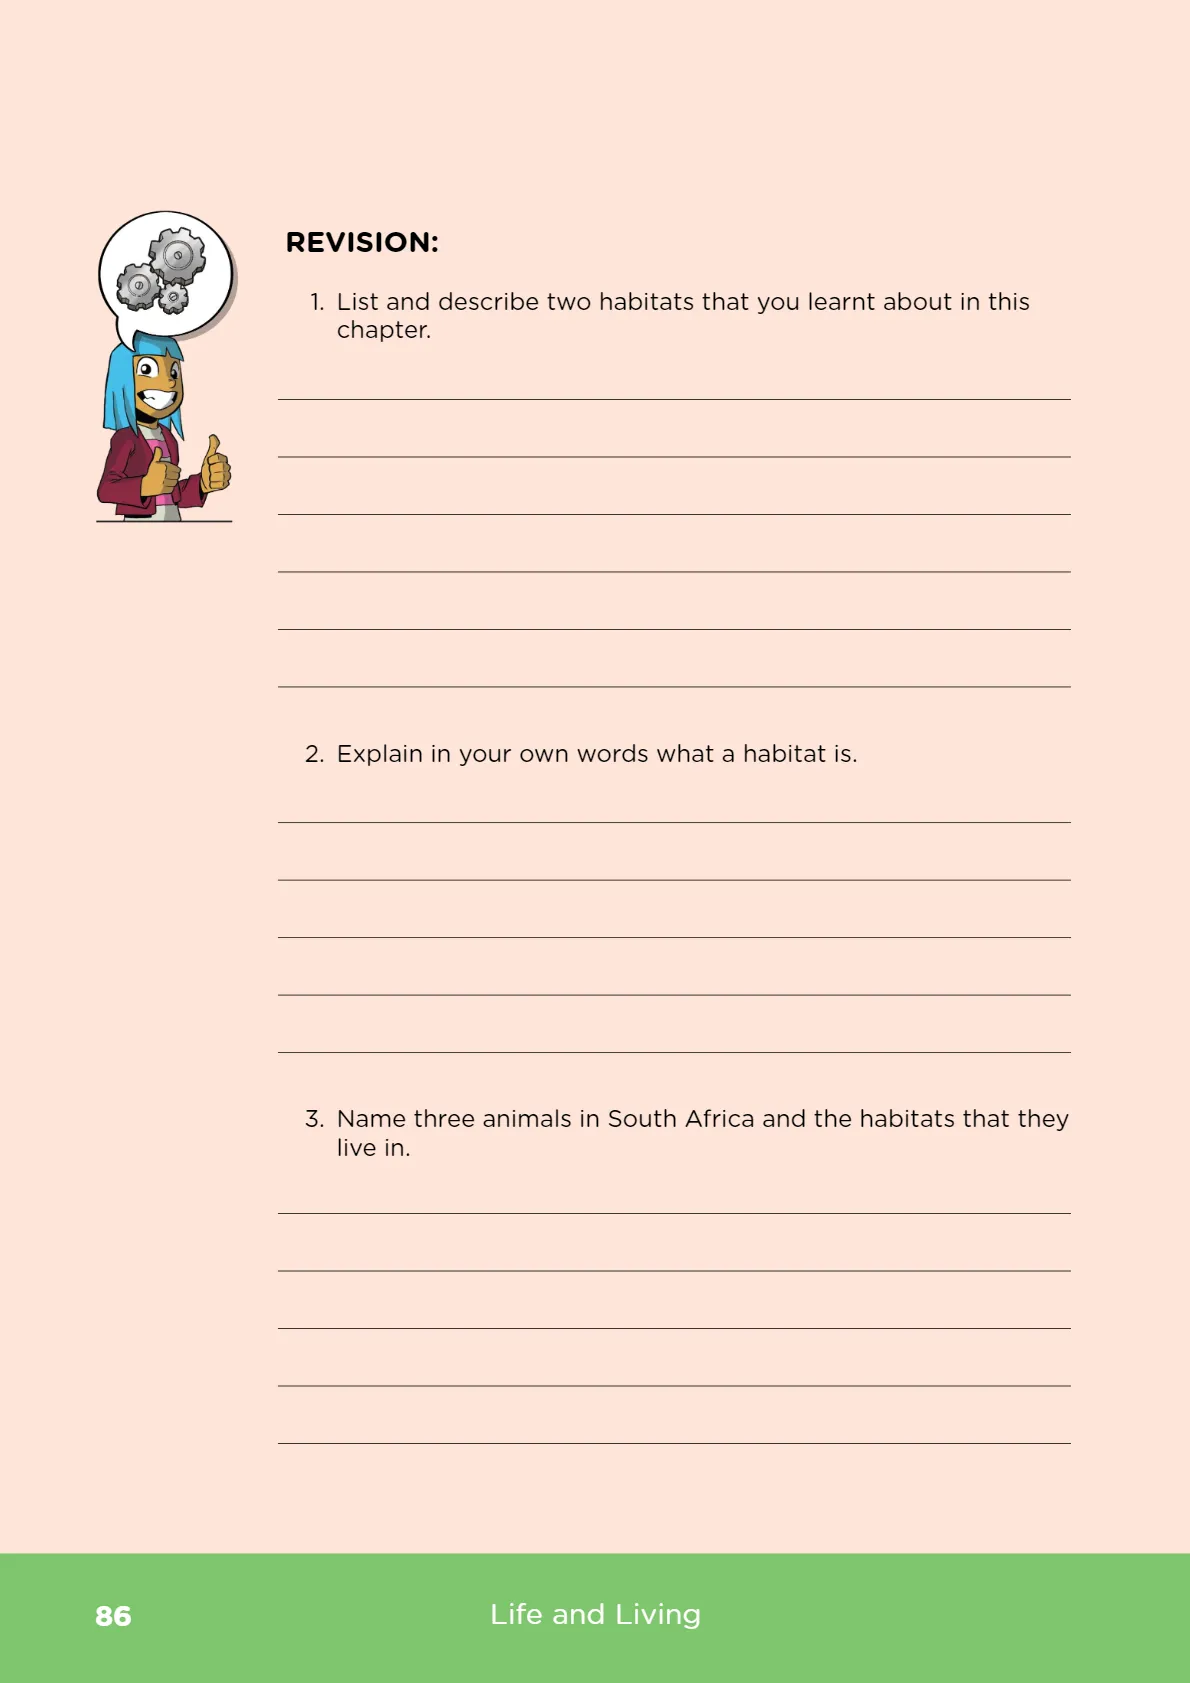 REVISION:
1. List and describe two habitats that you learnt about in this
chapter.
2. Explain in your own words what a habitat is.
3. Name three animals in South Africa and the habitats that they
live in.
86
Life and Living